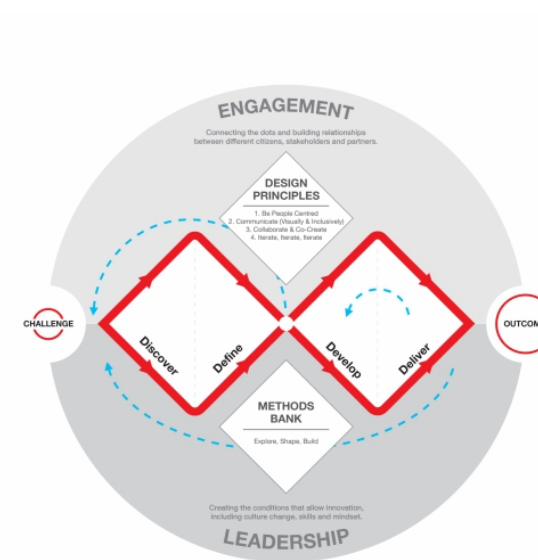 ENGAGEMENT
Connecting the dots and building relationships
between different citizens, stakeholders and partners.
DESIGN
PRINCIPLES
1. Be People Centred
2. Communicate (Visually & Inclusively)
3. Collaborate & Co-Create
4. Iterate, Iterate, Iterate
CHALLENGE
OUTCOM
Discover
Define
Develop
Deliver
METHODS
BANK
Explore, Shape, Build
Creating the conditions that allow innovation,
including culture change, skills and mindset.
LEADERSHIP